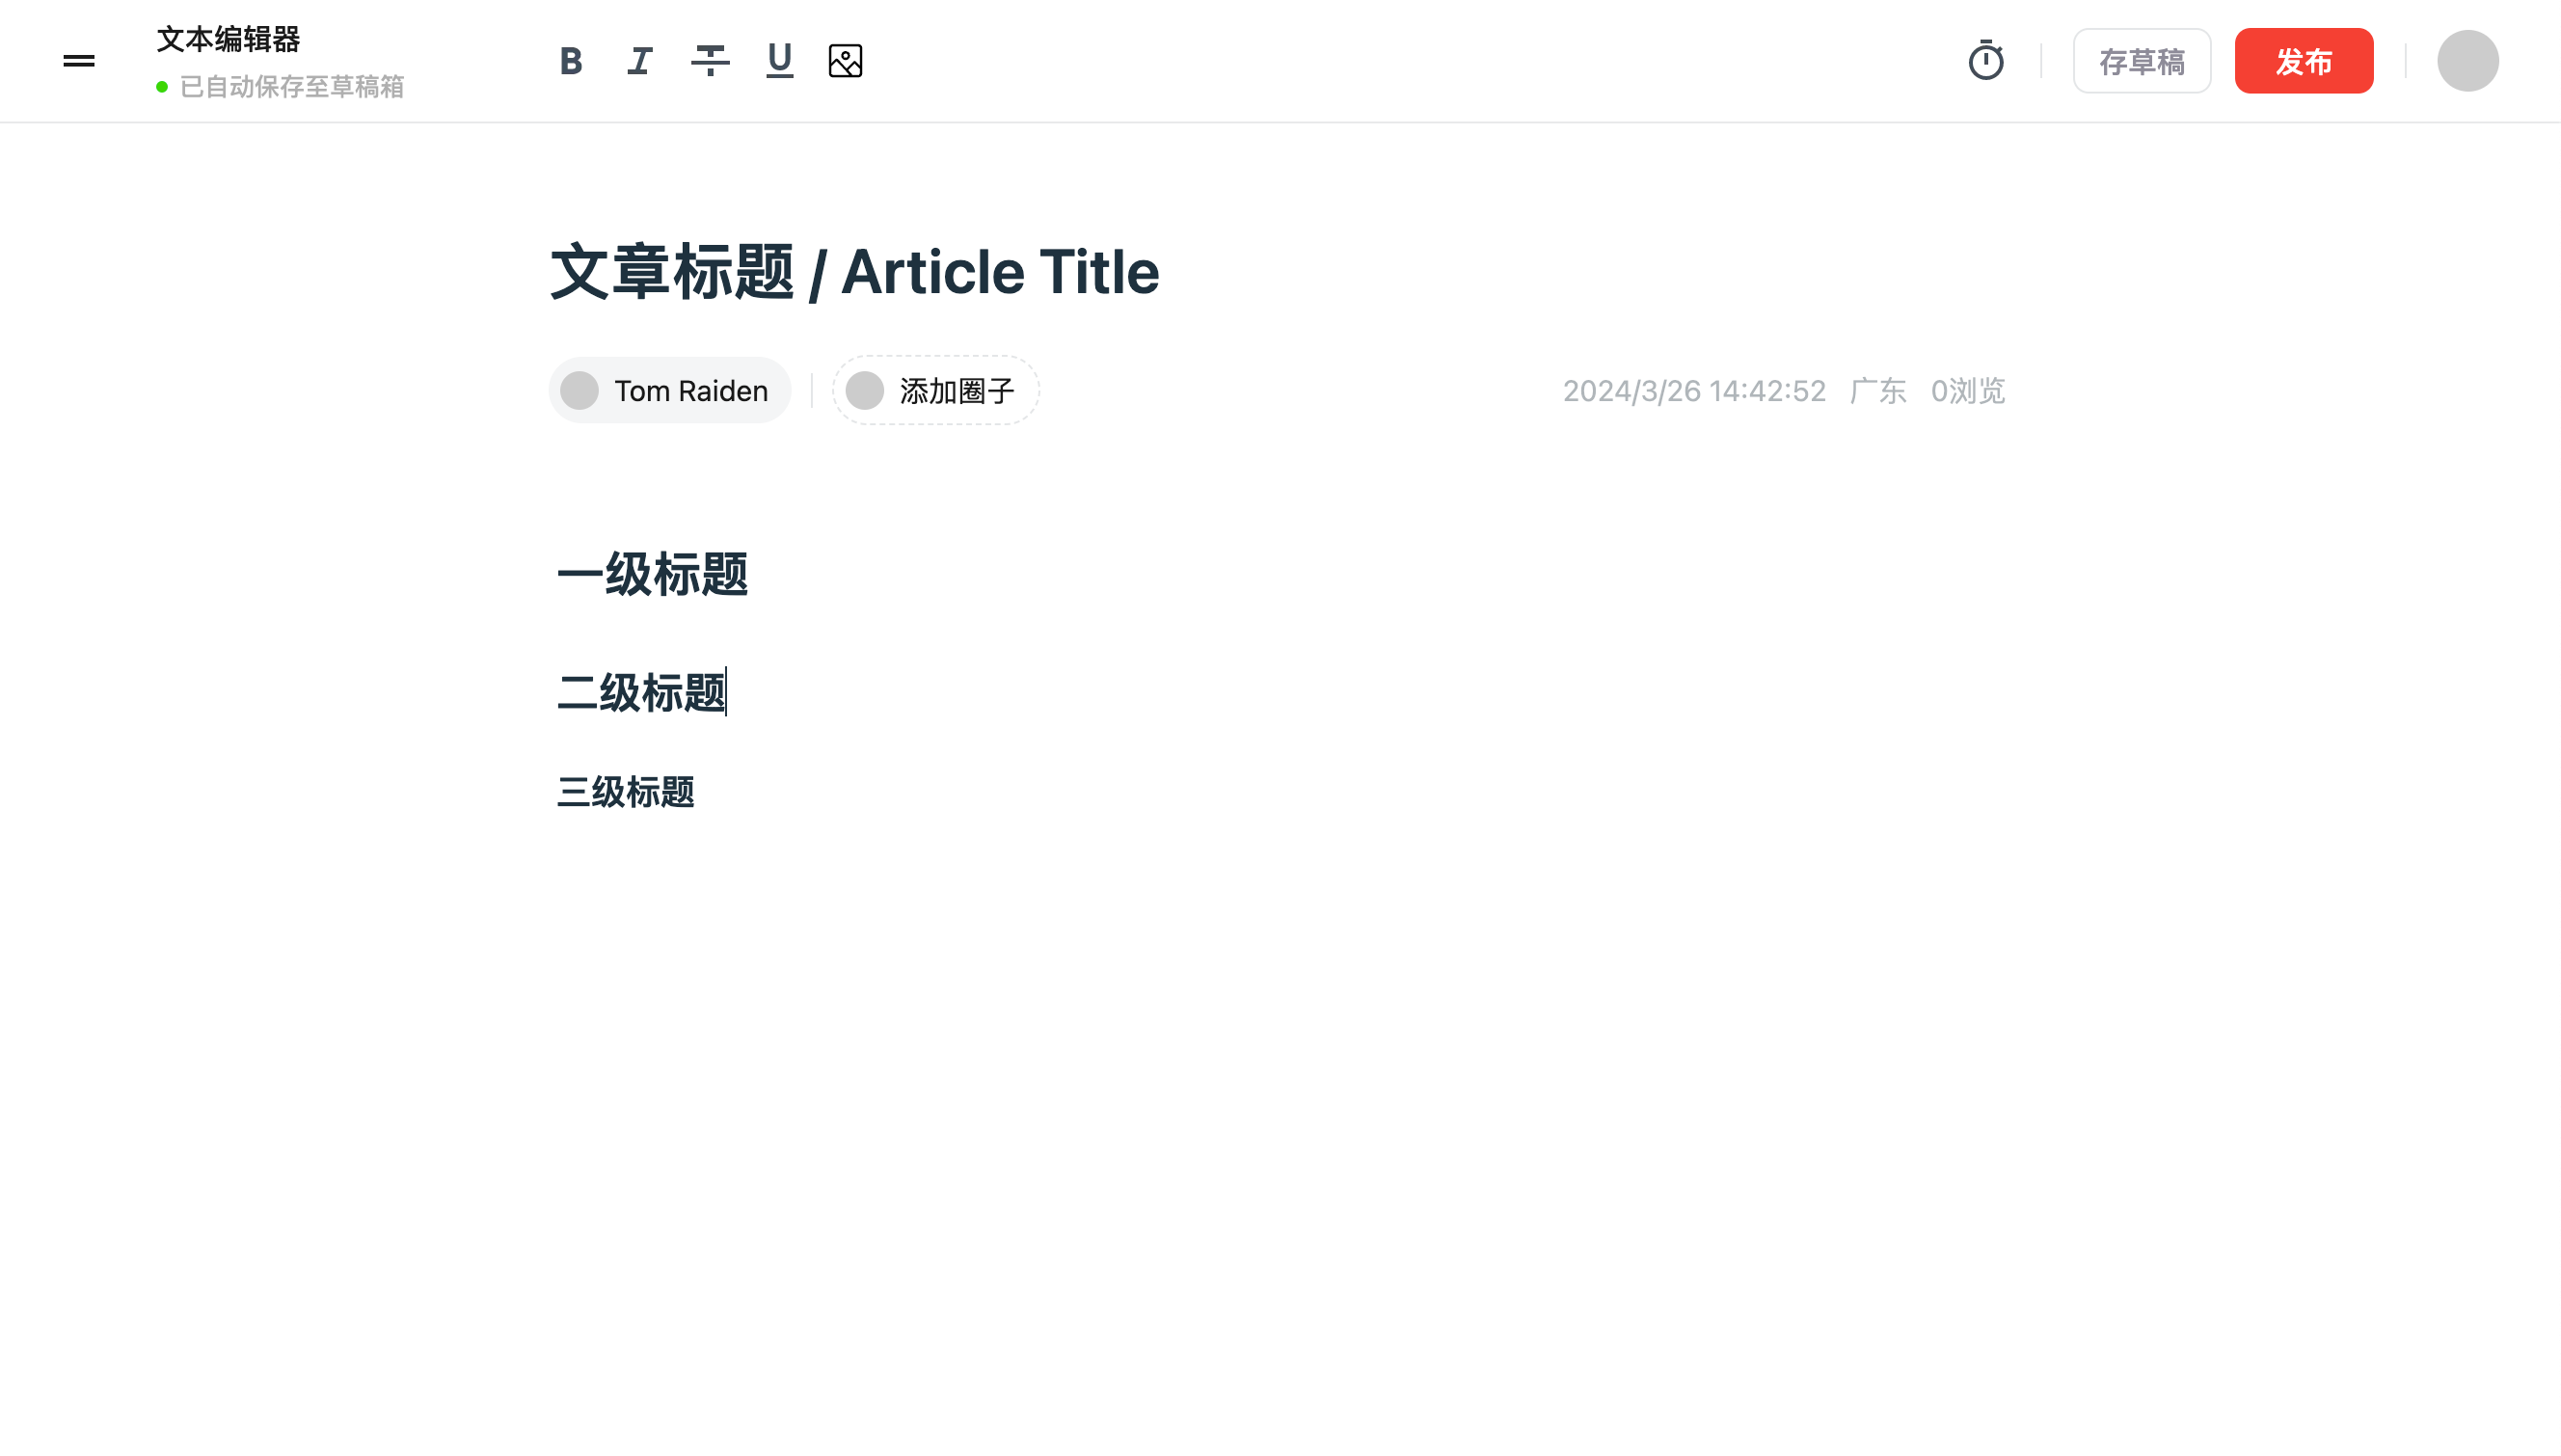 文本编辑器
已自动保存至草稿箱
B I T U
存草稿
发布
文章标题 / Article Title
Tom Raiden
添加圈子
2024/3/26 14:42:52 广东 0浏览
一级标题
二级标题
三级标题